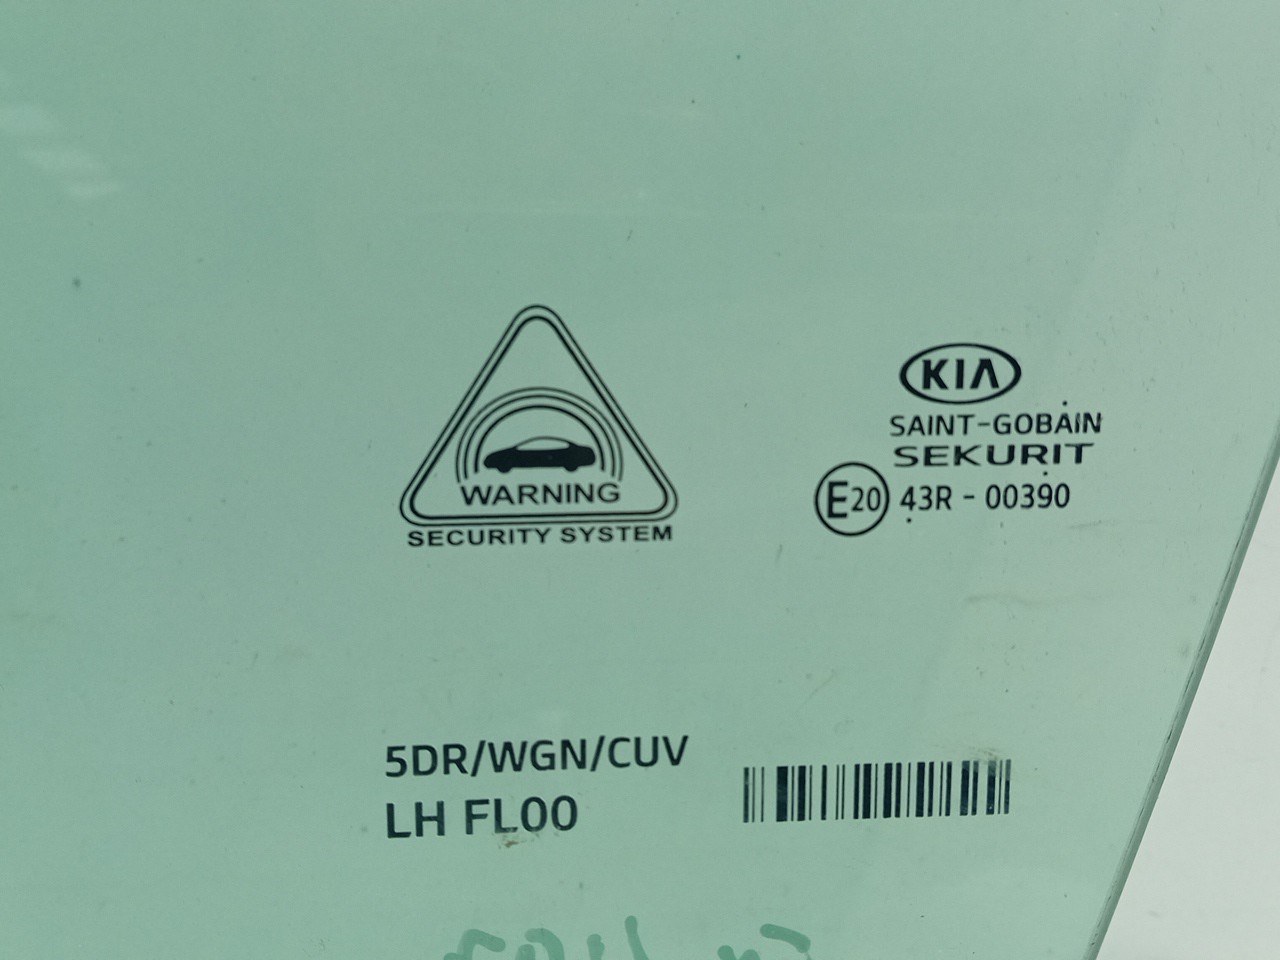 WARNING
SECURITY SYSTEM
KIA
SAINT-GOBAIN
SEKURIT
E20 43R - 00390
5DR/WGN/CUV
LH FL00